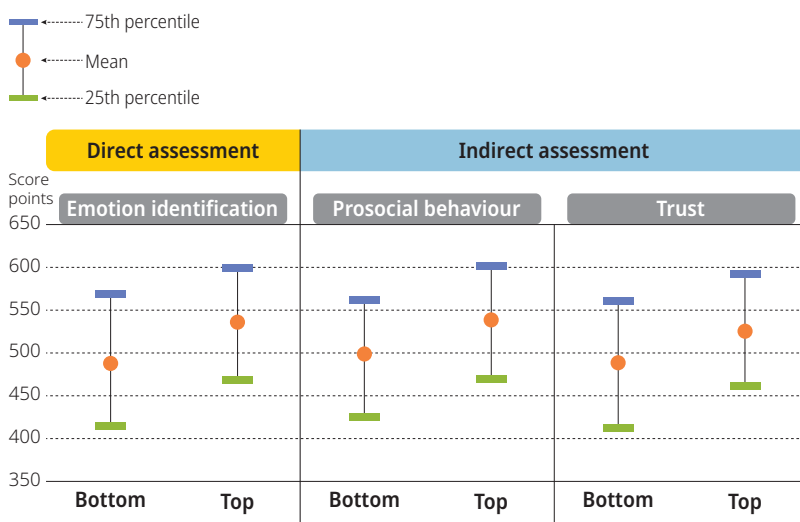 75th percentile
Mean
25th percentile
Direct assessment
Indirect assessment
Score
points
Emotion identification
Prosocial behaviour
Trust
650
600
550
500
450
400
350
Bottom
Top
Bottom
Top
Bottom
Top